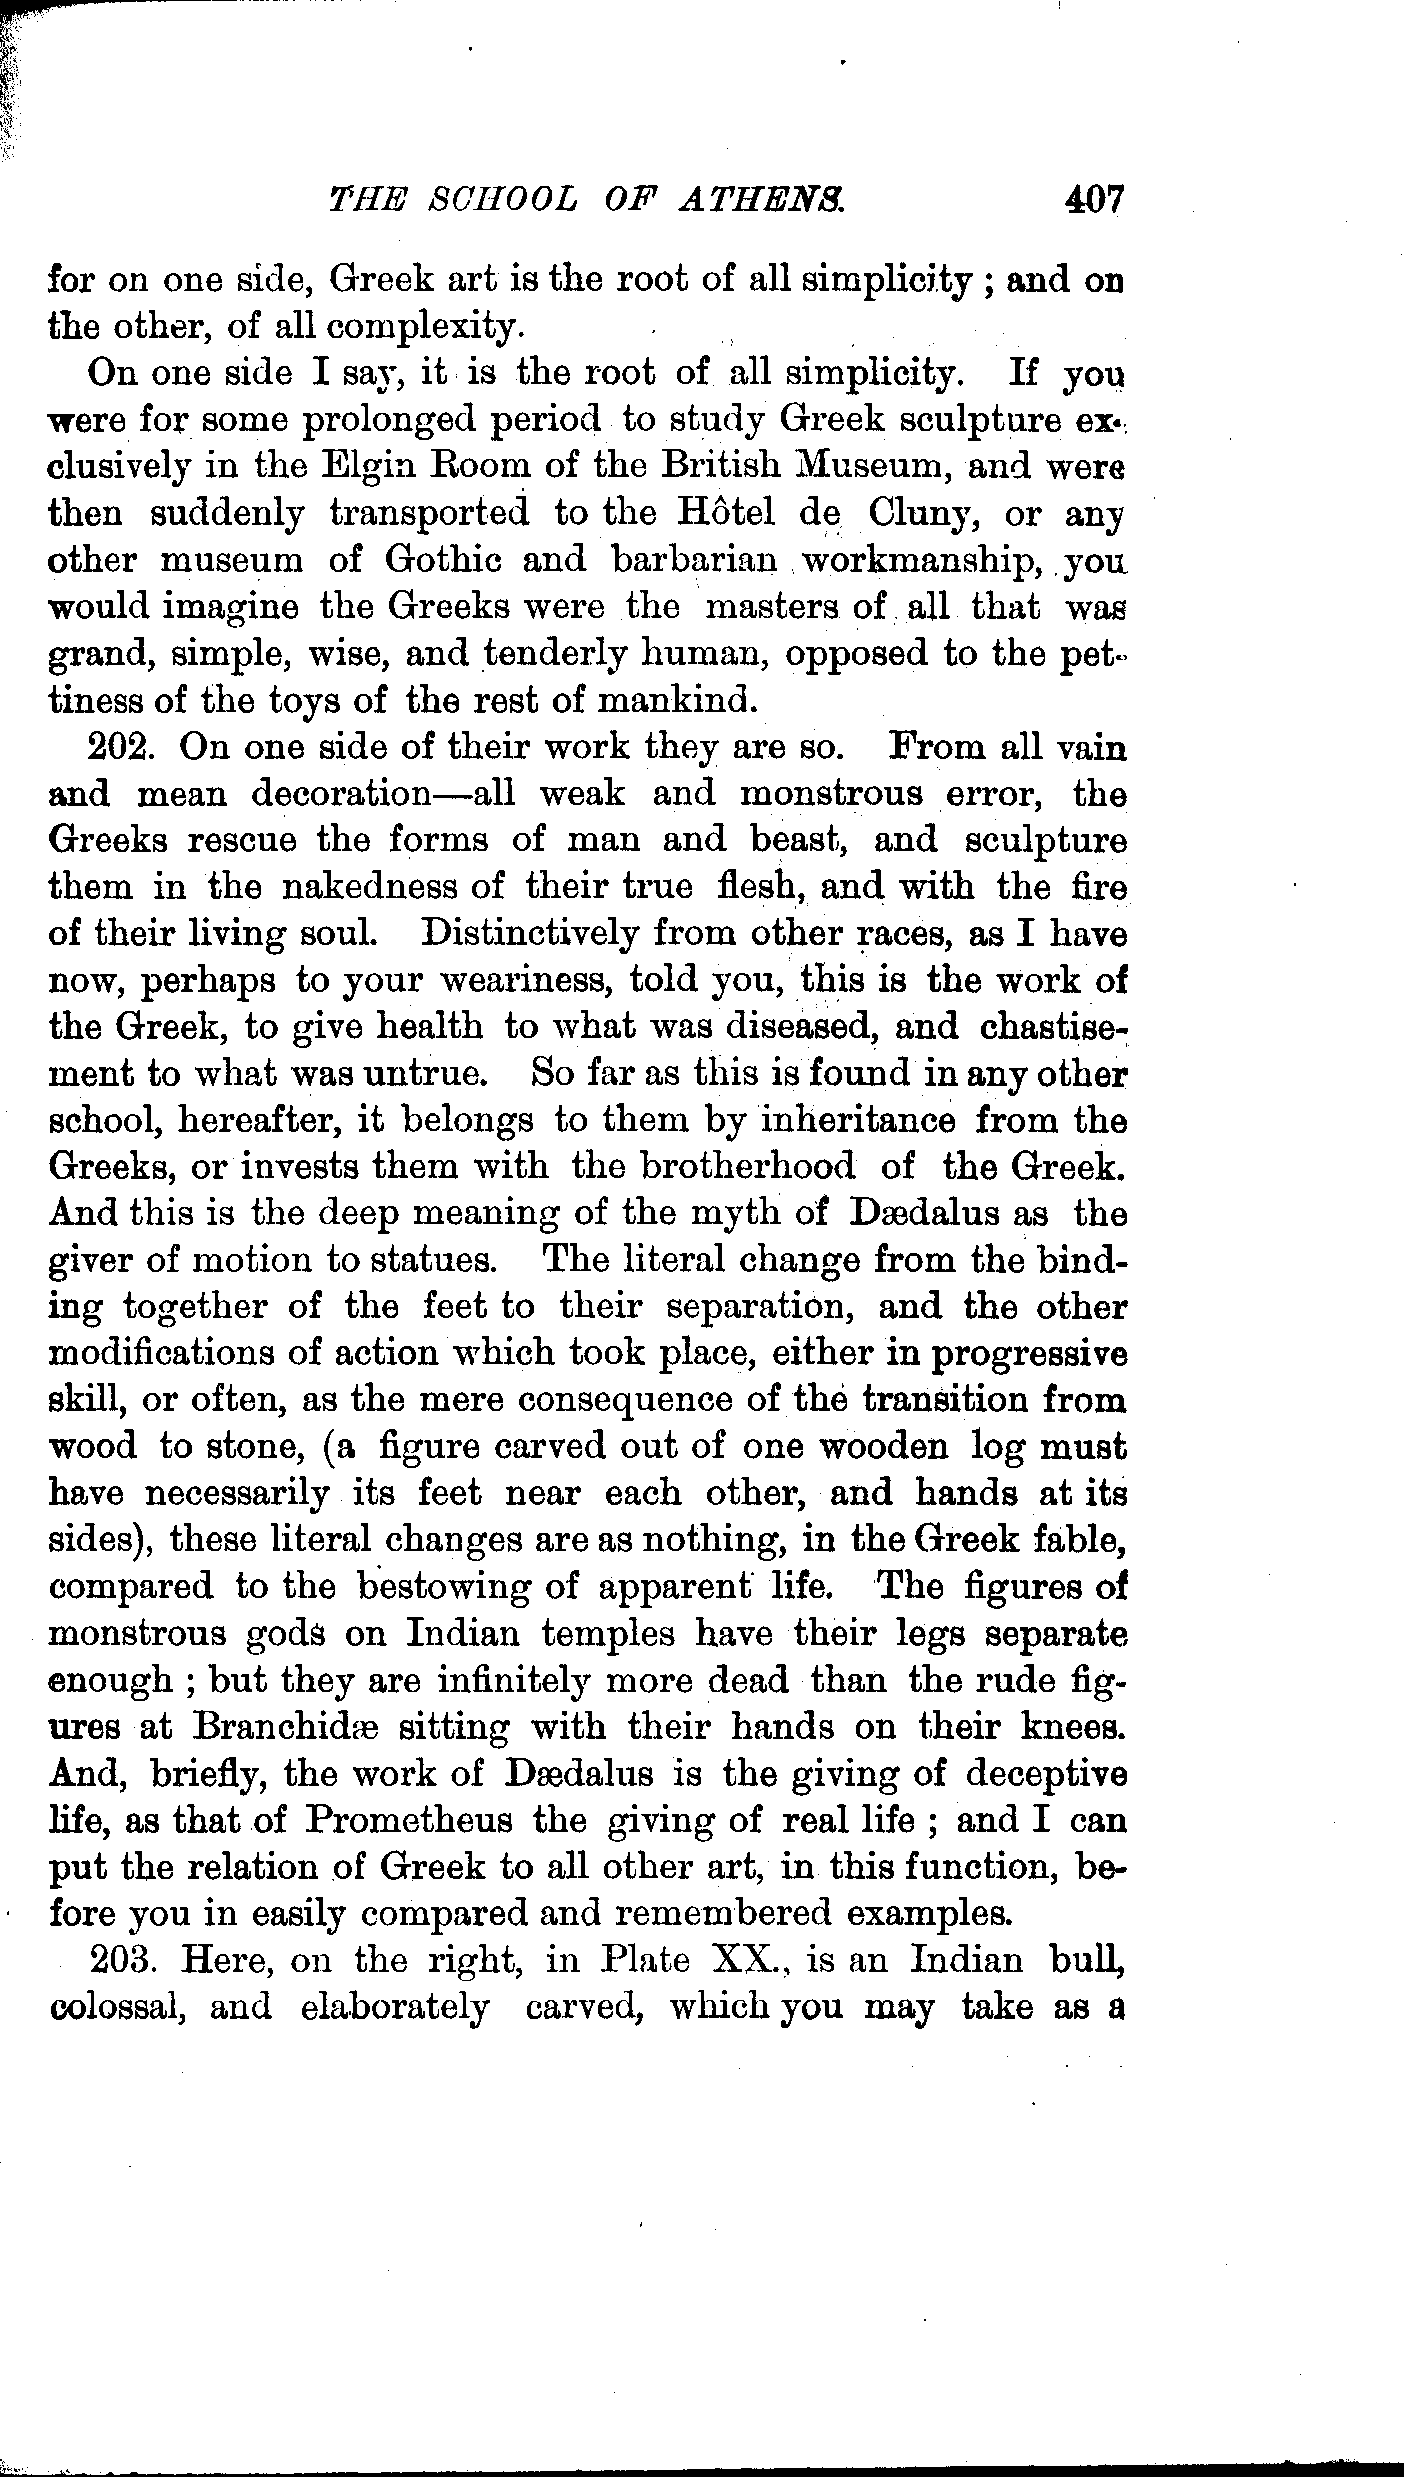 THE SCHOOL OF ATHENS. 407
for on one side, Greek art is the root of all simplicity ; and on
the other, of all complexity.
On one side I say, it is the root of all simplicity. If you
were for some prolonged period to study Greek sculpture ex-
clusively in the Elgin Room of the British Museum, and were
then suddenly transported to the Hôtel de Cluny, or any
other museum of Gothic and barbarian workmanship, you
would imagine the Greeks were the masters of all that was
grand, simple, wise, and tenderly human, opposed to the pet-
tiness of the toys of the rest of mankind.
202. On one side of their work they are so. From all vain
and mean decoration—all weak and monstrous error, the
Greeks rescue the forms of man and beast, and sculpture
them in the nakedness of their true flesh, and with the fire
of their living soul. Distinctively from other races, as I have
now, perhaps to your weariness, told you, this is the work of
the Greek, to give health to what was diseased, and chastise-
ment to what was untrue. So far as this is found in any other
school, hereafter, it belongs to them by inheritance from the
Greeks, or invests them with the brotherhood of the Greek.
And this is the deep meaning of the myth of Dædalus as the
giver of motion to statues. The literal change from the bind-
ing together of the feet to their separation, and the other
modifications of action which took place, either in progressive
skill, or often, as the mere consequence of the transition from
wood to stone, (a figure carved out of one wooden log must
have necessarily its feet near each other, and hands at its
sides), these literal changes are as nothing, in the Greek fable,
compared to the bestowing of apparent life. The figures of
monstrous gods on Indian temples have their legs separate
enough ; but they are infinitely more dead than the rude fig-
ures at Branchidæ sitting with their hands on their knees.
And, briefly, the work of Dædalus is the giving of deceptive
life, as that of Prometheus the giving of real life ; and I can
put the relation of Greek to all other art, in this function, be-
fore you in easily compared and remembered examples.
203. Here, on the right, in Plate XX., is an Indian bull,
colossal, and elaborately carved, which you may take as a